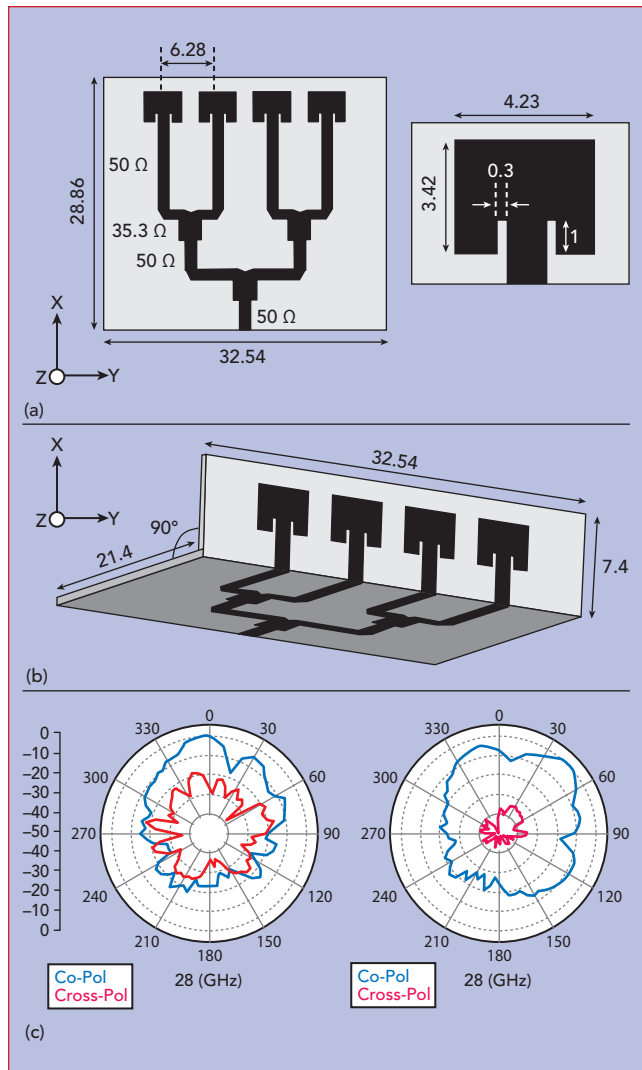 6.28
50 Ω
28.86
35.3 Ω
50 Ω
50 Ω
32.54
4.23
3.42
0.3
1
X
Z
Y
(a)
X
Z
Y
32.54
90°
21.4
7.4
(b)
0
–10
–20
–30
–40
–50
–40
–30
–20
–10
0
0
30
60
90
120
150
180
210
240
270
300
330
0
30
60
90
120
150
180
210
240
270
300
330
Co-Pol
Cross-Pol
28 (GHz)
Co-Pol
Cross-Pol
28 (GHz)
(c)